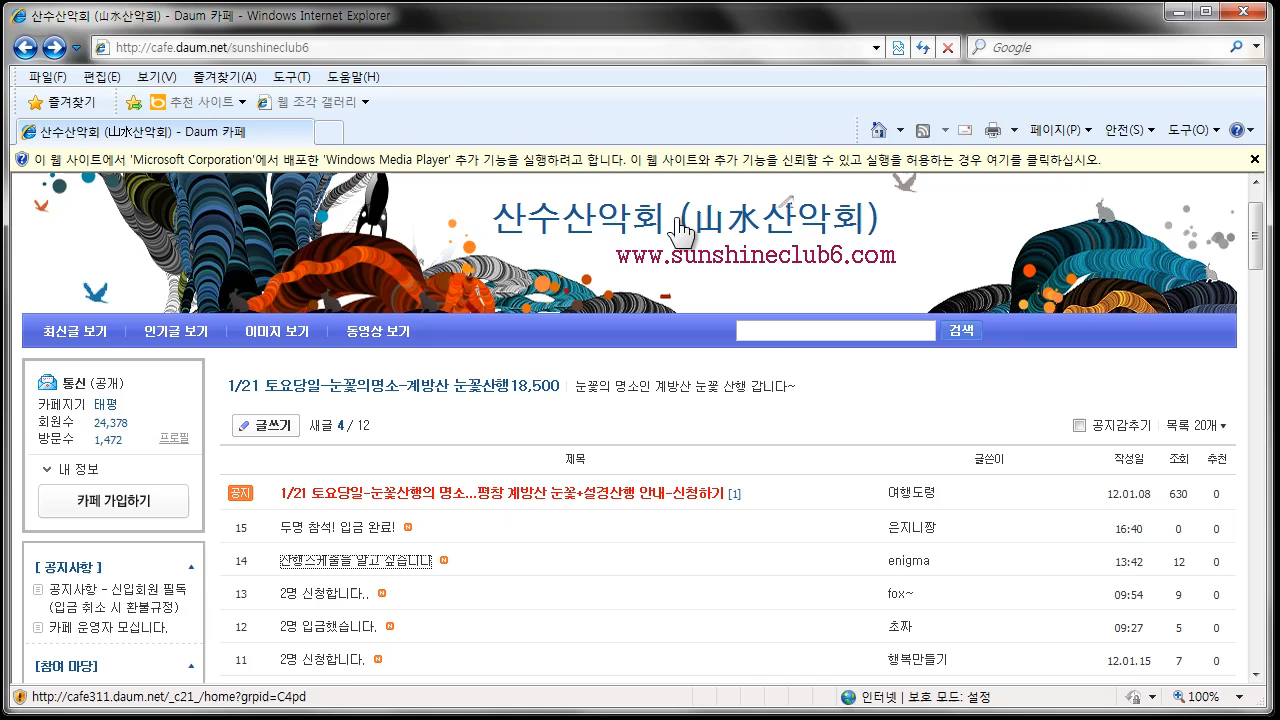 산수산악회 (山水산악회) - Daum 카페 - Windows Internet Explorer
http://cafe.daum.net/sunshineclub6
Google
파일(F) 편집(E) 보기(V) 즐겨찾기(A) 도구(T) 도움말(H)
즐겨찾기 추천 사이트 웹 조각 갤러리
산수산악회 (山水산악회) - Daum 카페
페이지(P) 안전(S) 도구(O)
이 웹 사이트에서 'Microsoft Corporation'에서 배포한 'Windows Media Player' 추가 기능을 실행하려고 합니다. 이 웹 사이트와 추가 기능을 신뢰할 수 있고 실행을 허용하는 경우 여기를 클릭하십시오.
산수산악회 (山水산악회)
www.sunshineclub6.com
최신글 보기 인기글 보기 이미지 보기 동영상 보기 검색
통신 (공개)
카페지기 태평
회원수 24,378
방문수 1,472 프로필
내 정보
카페 가입하기
[ 공지사항 ]
공지사항 - 신입회원 필독
(입금 취소 시 환불규정)
카페 운영자 모십니다.
[참여 마당]
1/21 토요당일-눈꽃의명소-계방산 눈꽃산행18,500 눈꽃의 명소인 계방산 눈꽃 산행 갑니다~
글쓰기 새글 4 / 12 공지감추기 목록 20개
제목 글쓴이 작성일 조회 추천
공지 1/21 토요당일-눈꽃산행의 명소...평창 계방산 눈꽃+설경산행 안내-신청하기 [1] 여행도령 12.01.08 630 0
15 두명 참석! 입금 완료! N 은지니짱 16:40 0 0
14 산행스케줄을 알고 싶습니다 N enigma 13:42 12 0
13 2명 신청합니다.. N fox~ 09:54 9 0
12 2명 입금했습니다. N 초짜 09:27 5 0
11 2명 신청합니다. N 행복만들기 12.01.15 7 0
http://cafe311.daum.net/_c21_/home?grpid=C4pd
인터넷 | 보호 모드: 설정 100%